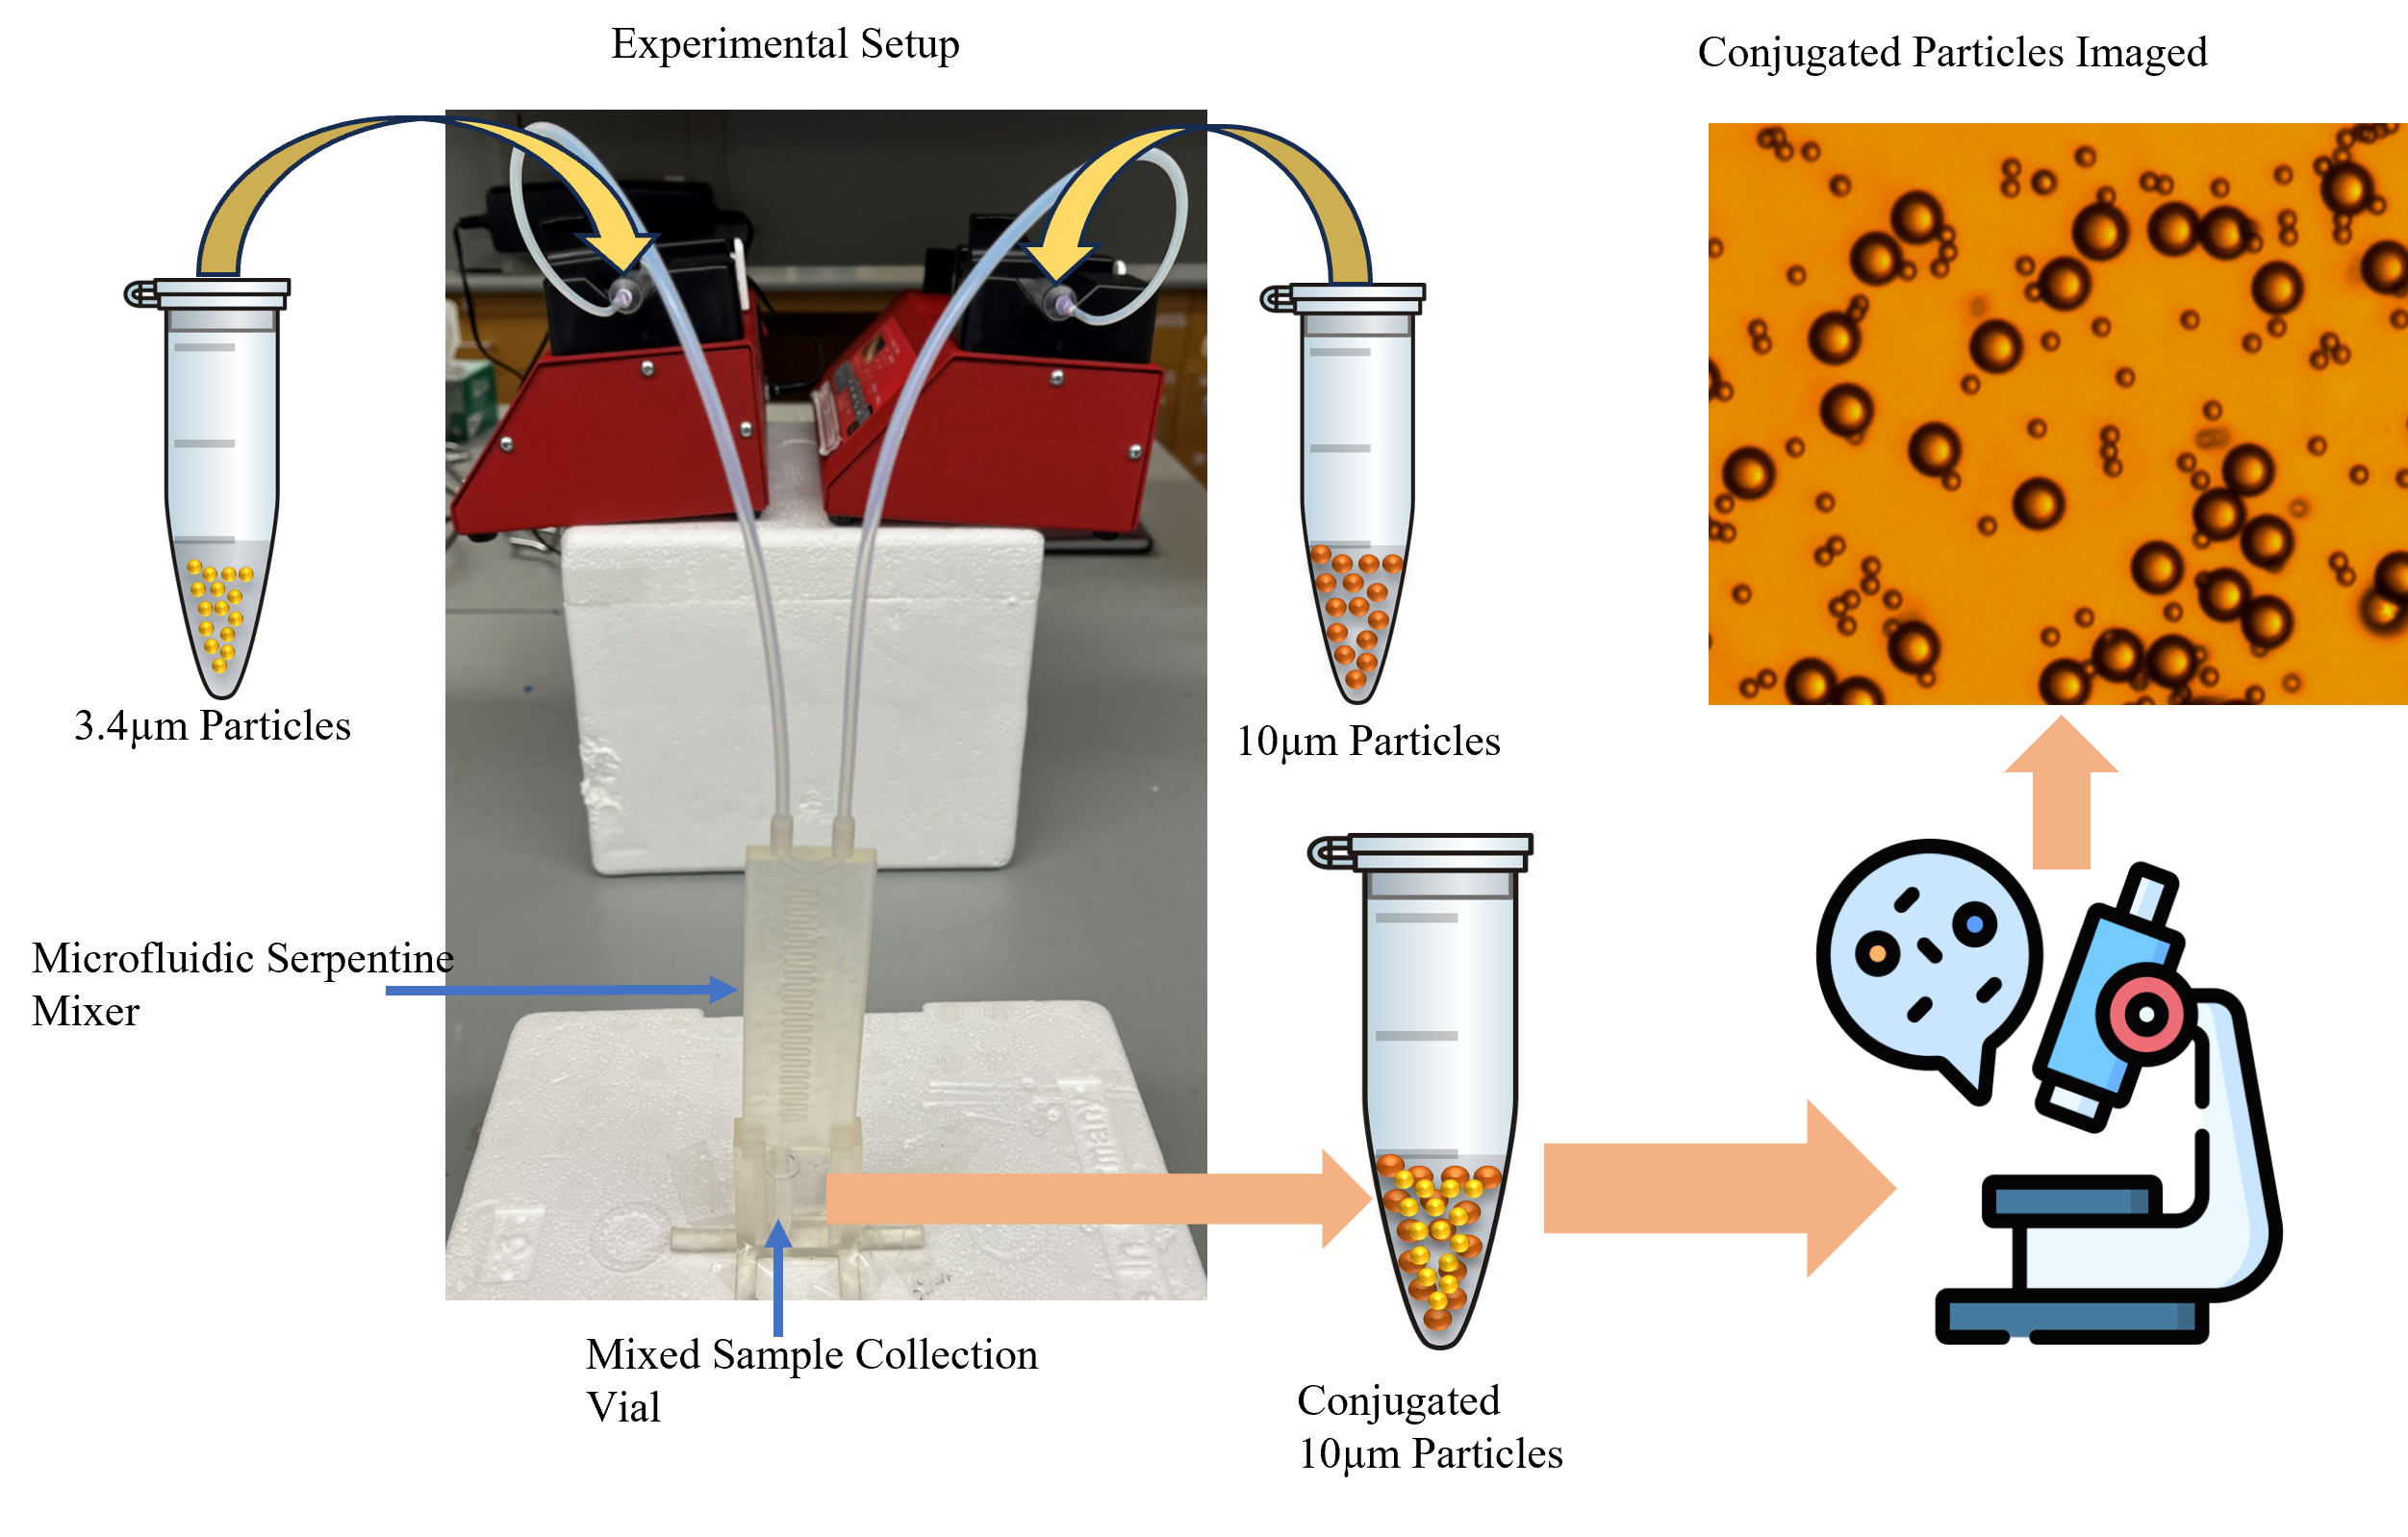 Experimental Setup
Conjugated Particles Imaged
3.4µm Particles
10µm Particles
Microfluidic Serpentine
Mixer
Mixed Sample Collection
Vial
Conjugated
10µm Particles